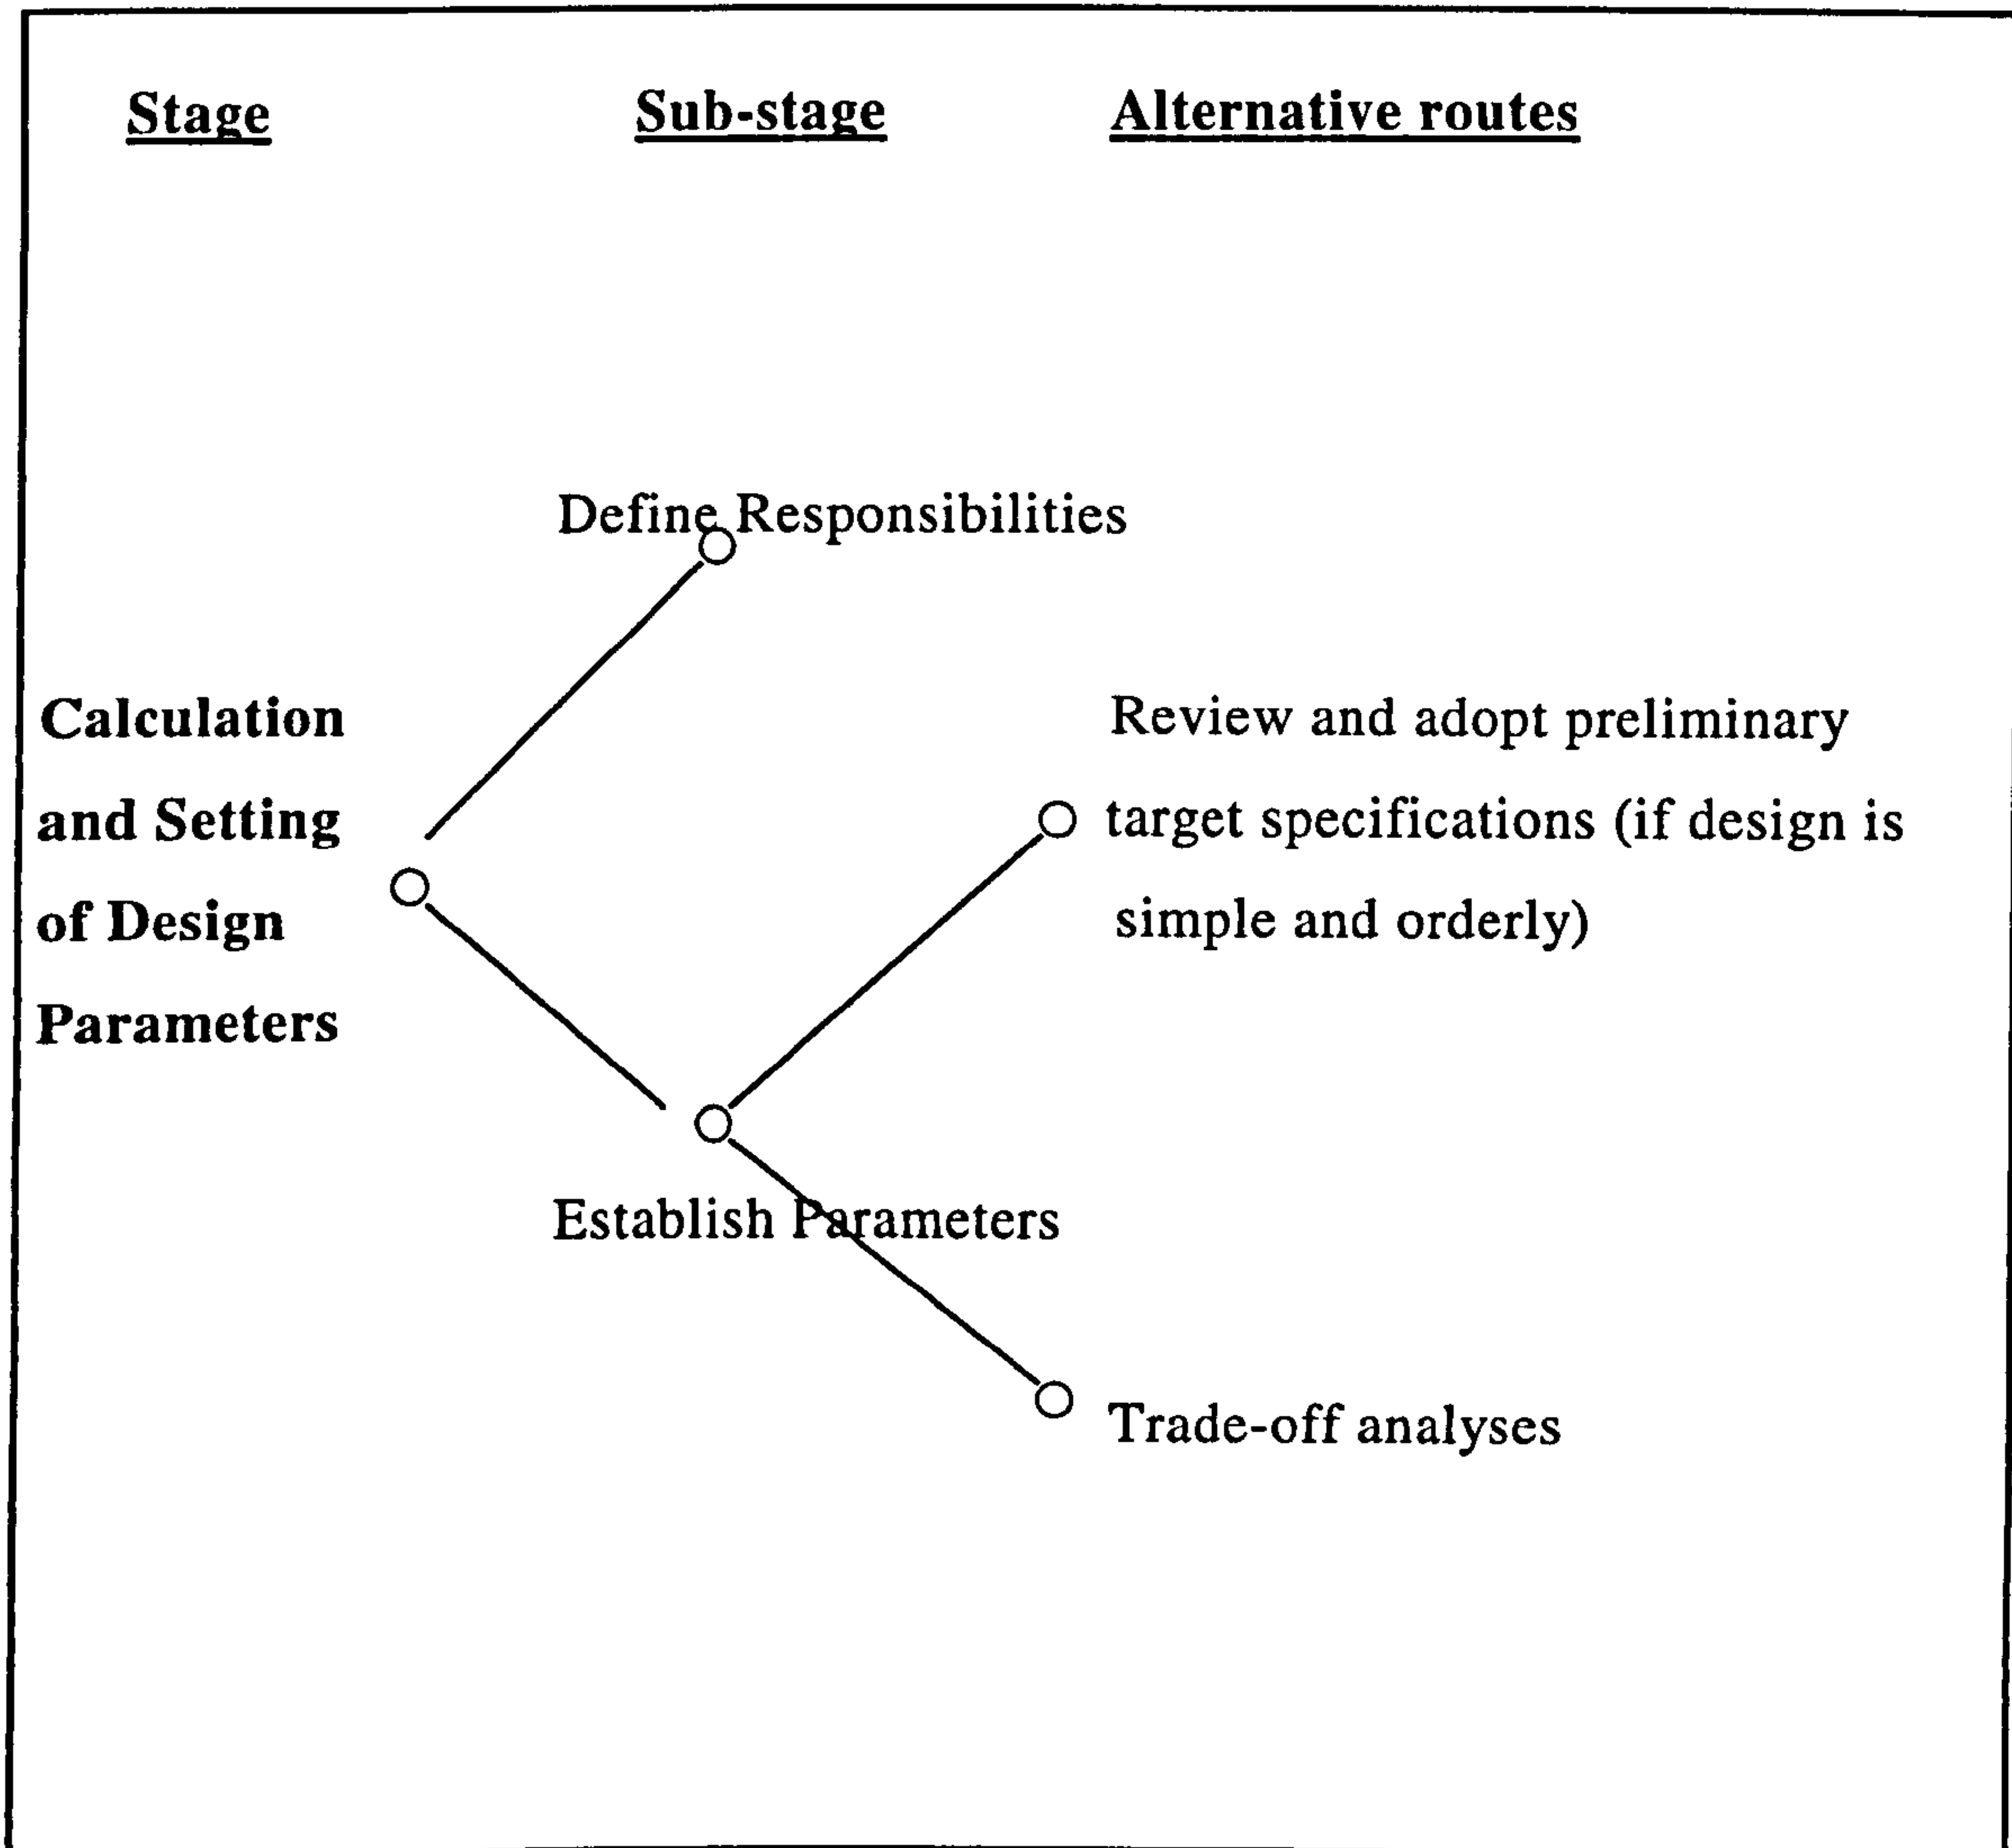 Stage
Sub-stage
Alternative routes
Define Responsibilities
Calculation
and Setting
of Design
Parameters
Review and adopt preliminary
target specifications (if design is
simple and orderly)
Establish Parameters
Trade-off analyses